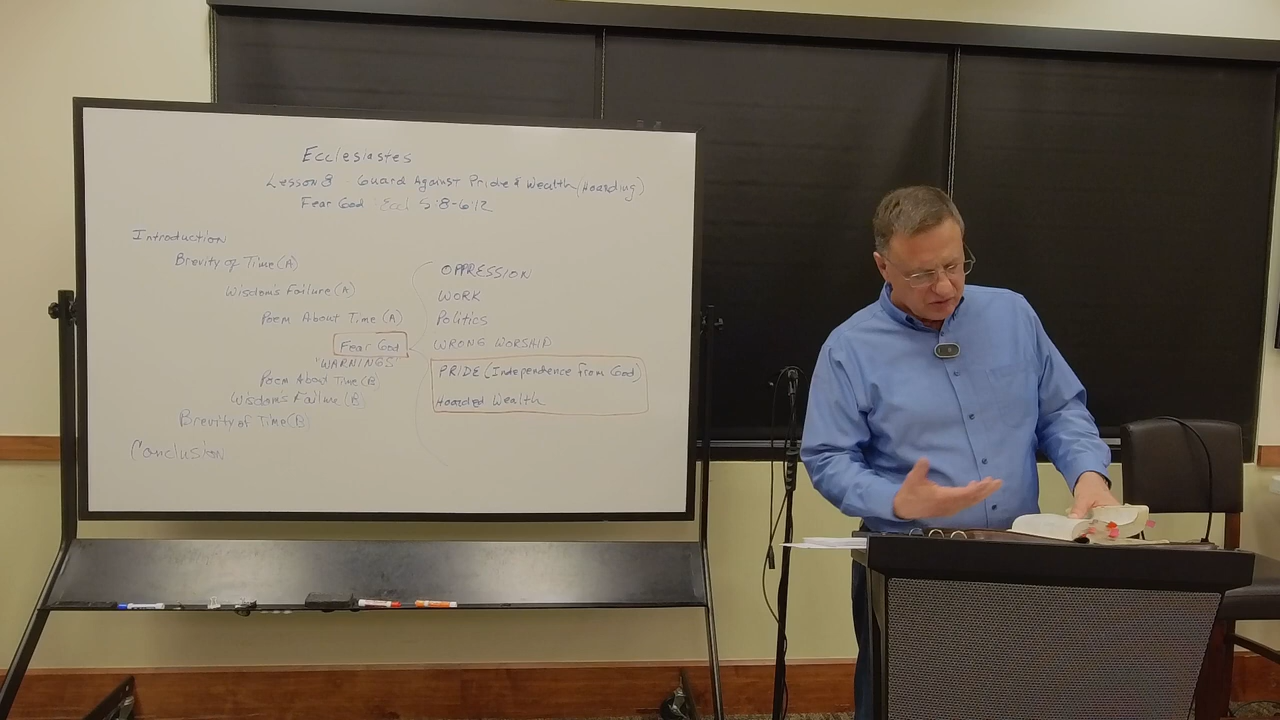 Ecclesiastes
Lesson 8 Guard Against Pride & Wealth (Hoarding)
Fear God Eccl 5:8-6:12
Introduction
Brevity of Time (A)
Wisdom's Failure (A)
Poem About Time (A)
Fear God
"WARNINGS"
Poem About Time (B)
Wisdom's Failure (B)
Brevity of Time (B)
Conclusion
OPPRESSION
WORK
Politics
WRONG WORSHIP
PRIDE (Independence From God)
Hoarded Wealth